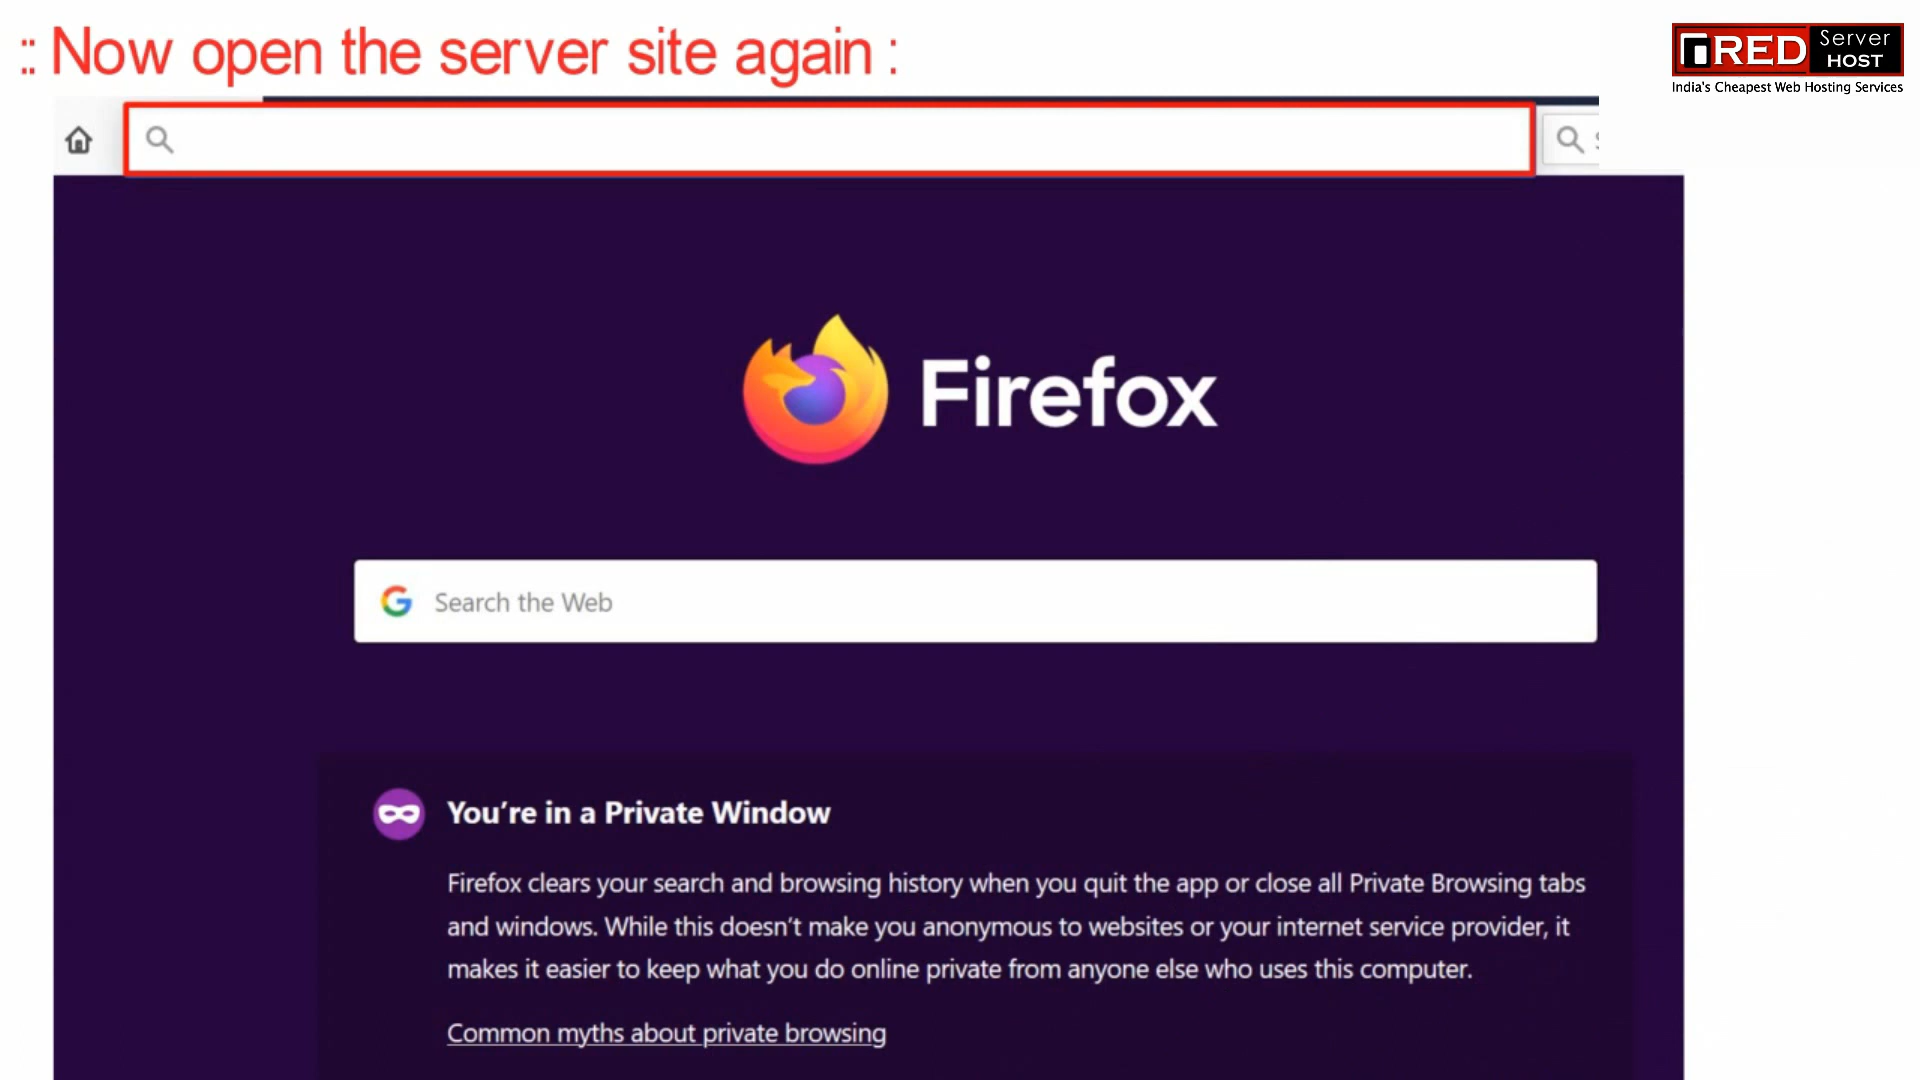 :: Now open the server site again :
RED Server HOST
India's Cheapest Web Hosting Services
Firefox
Search the Web
You're in a Private Window
Firefox clears your search and browsing history when you quit the app or close all Private Browsing tabs
and windows. While this doesn't make you anonymous to websites or your internet service provider, it
makes it easier to keep what you do online private from anyone else who uses this computer.
Common myths about private browsing